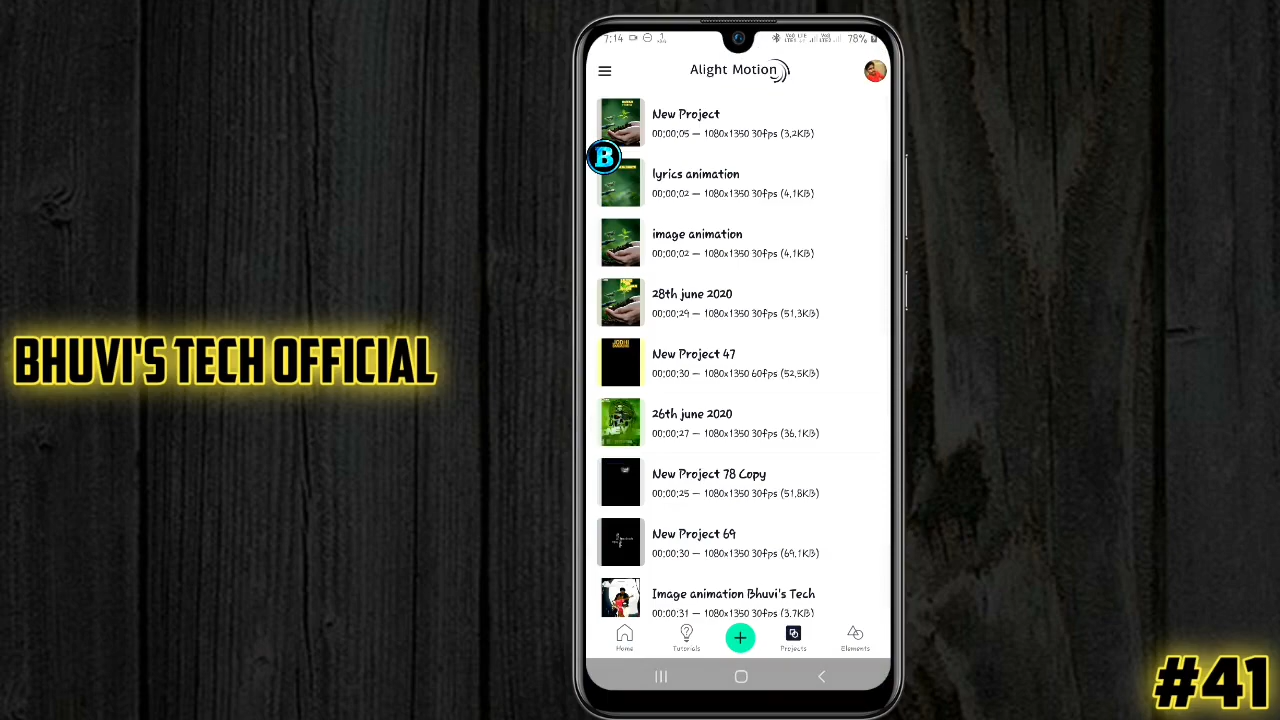 BHUVI'S TECH OFFICIAL
7:14
78%
Alight Motion
New Project
00:00:05 — 1080x1350 30fps (3.2KB)
B
lyrics animation
00:00:02 — 1080x1350 30fps (4.1KB)
image animation
00:00:02 — 1080x1350 30fps (4.1KB)
28th june 2020
00:00:29 — 1080x1350 30fps (51.3KB)
New Project 47
00:00:30 — 1080x1350 60fps (52.5KB)
26th june 2020
00:00:27 — 1080x1350 30fps (36.1KB)
New Project 78 Copy
00:00:25 — 1080x1350 30fps (51.8KB)
New Project 69
00:00:30 — 1080x1350 30fps (69.1KB)
Image animation Bhuvi's Tech
00:00:31 — 1080x1350 30fps (3.7KB)
Home Tutorials + Projects Elements
#41